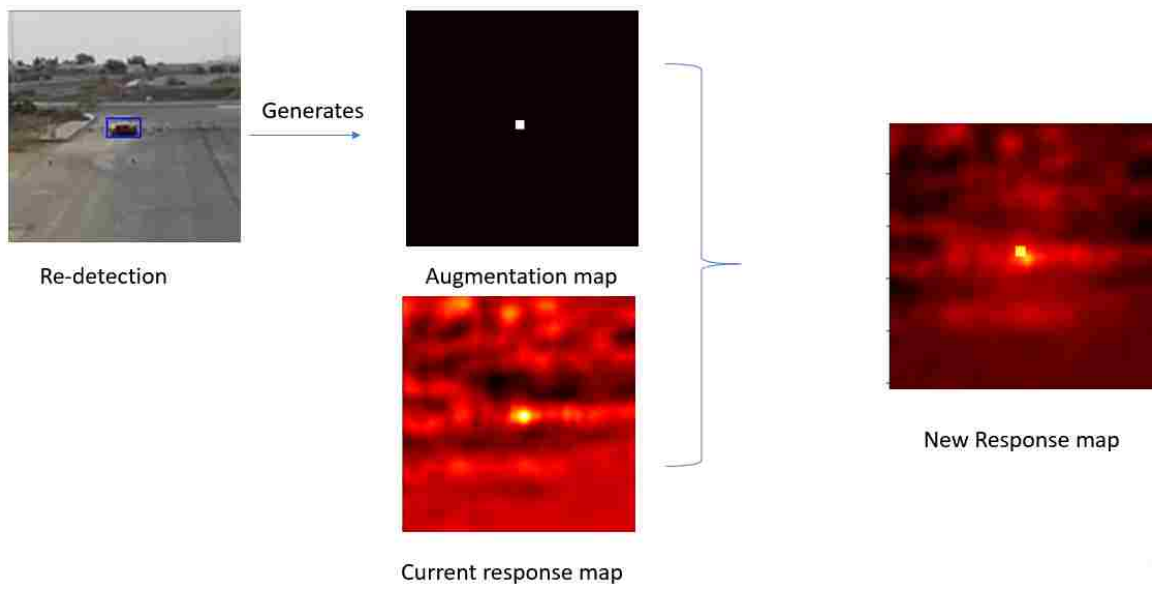 Generates
Re-detection
Augmentation map
Current response map
New Response map